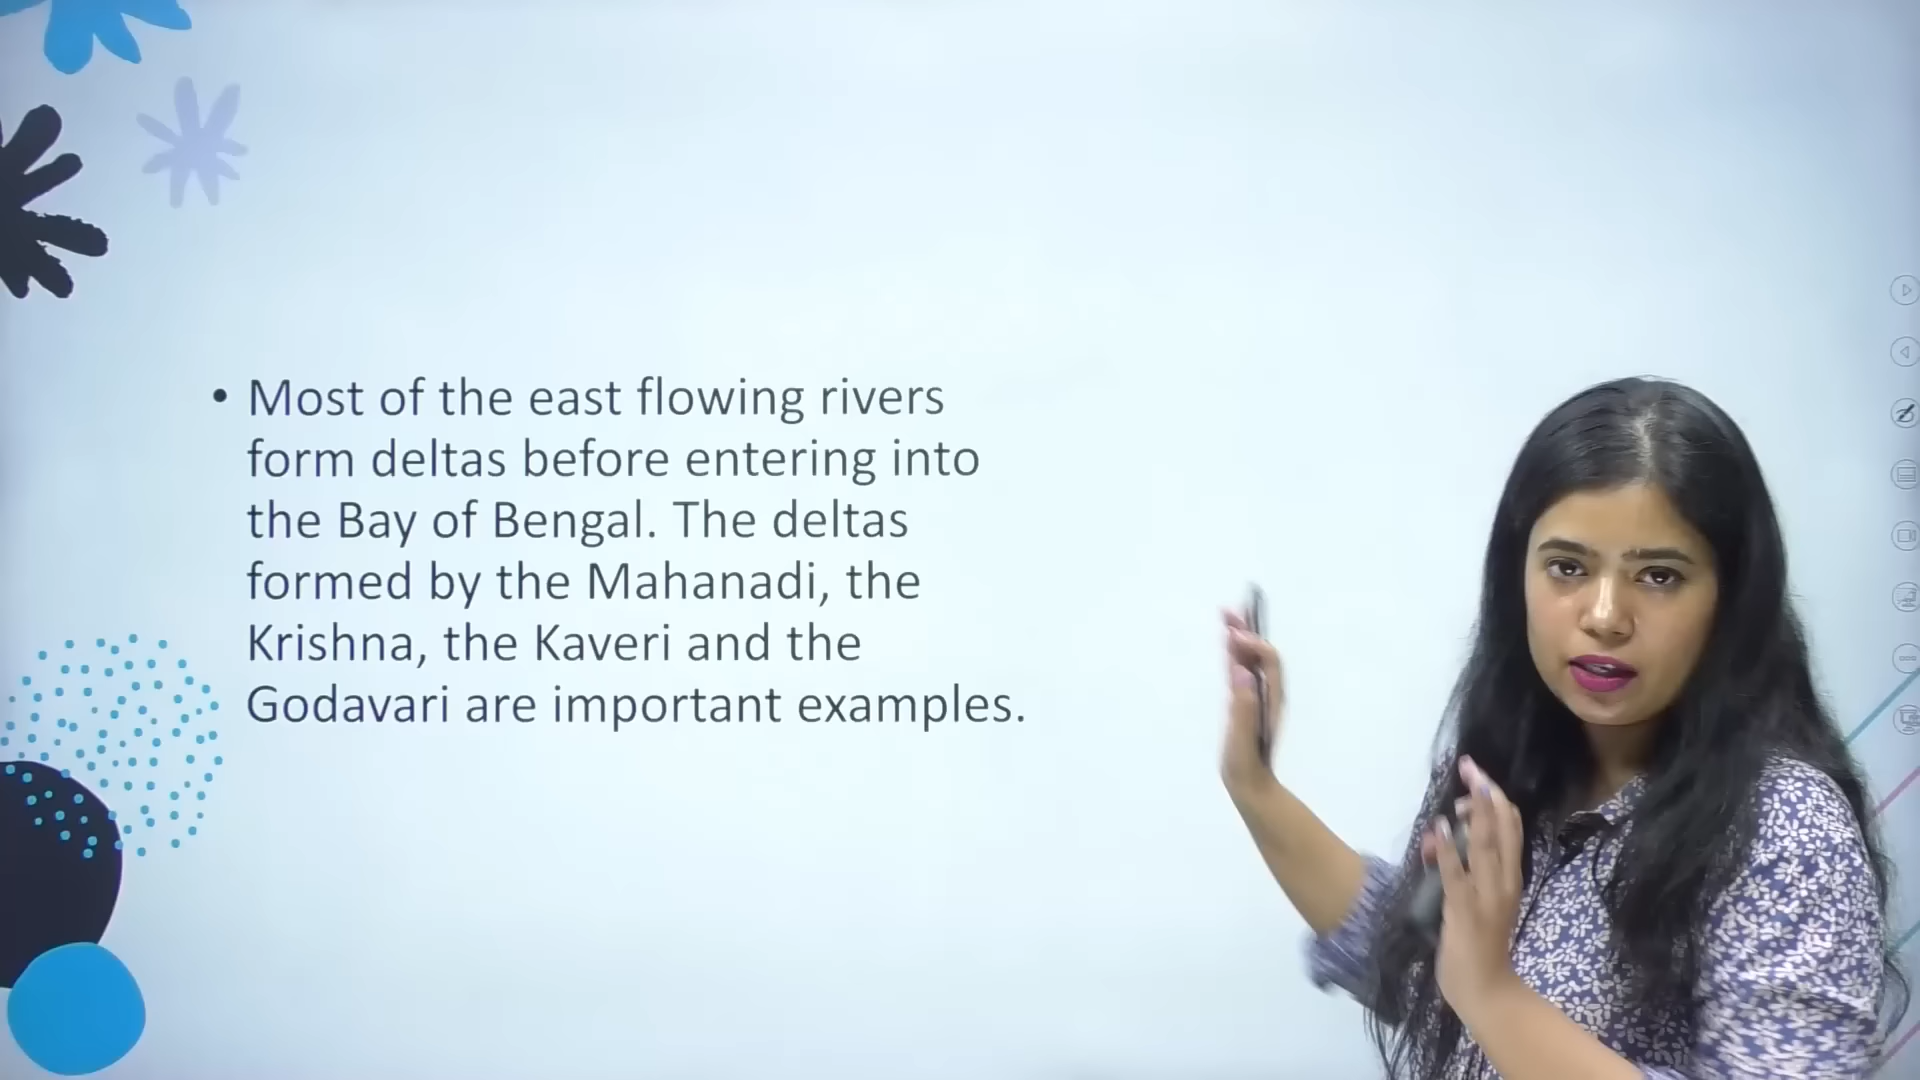 • Most of the east flowing rivers
form deltas before entering into
the Bay of Bengal. The deltas
formed by the Mahanadi, the
Krishna, the Kaveri and the
Godavari are important examples.